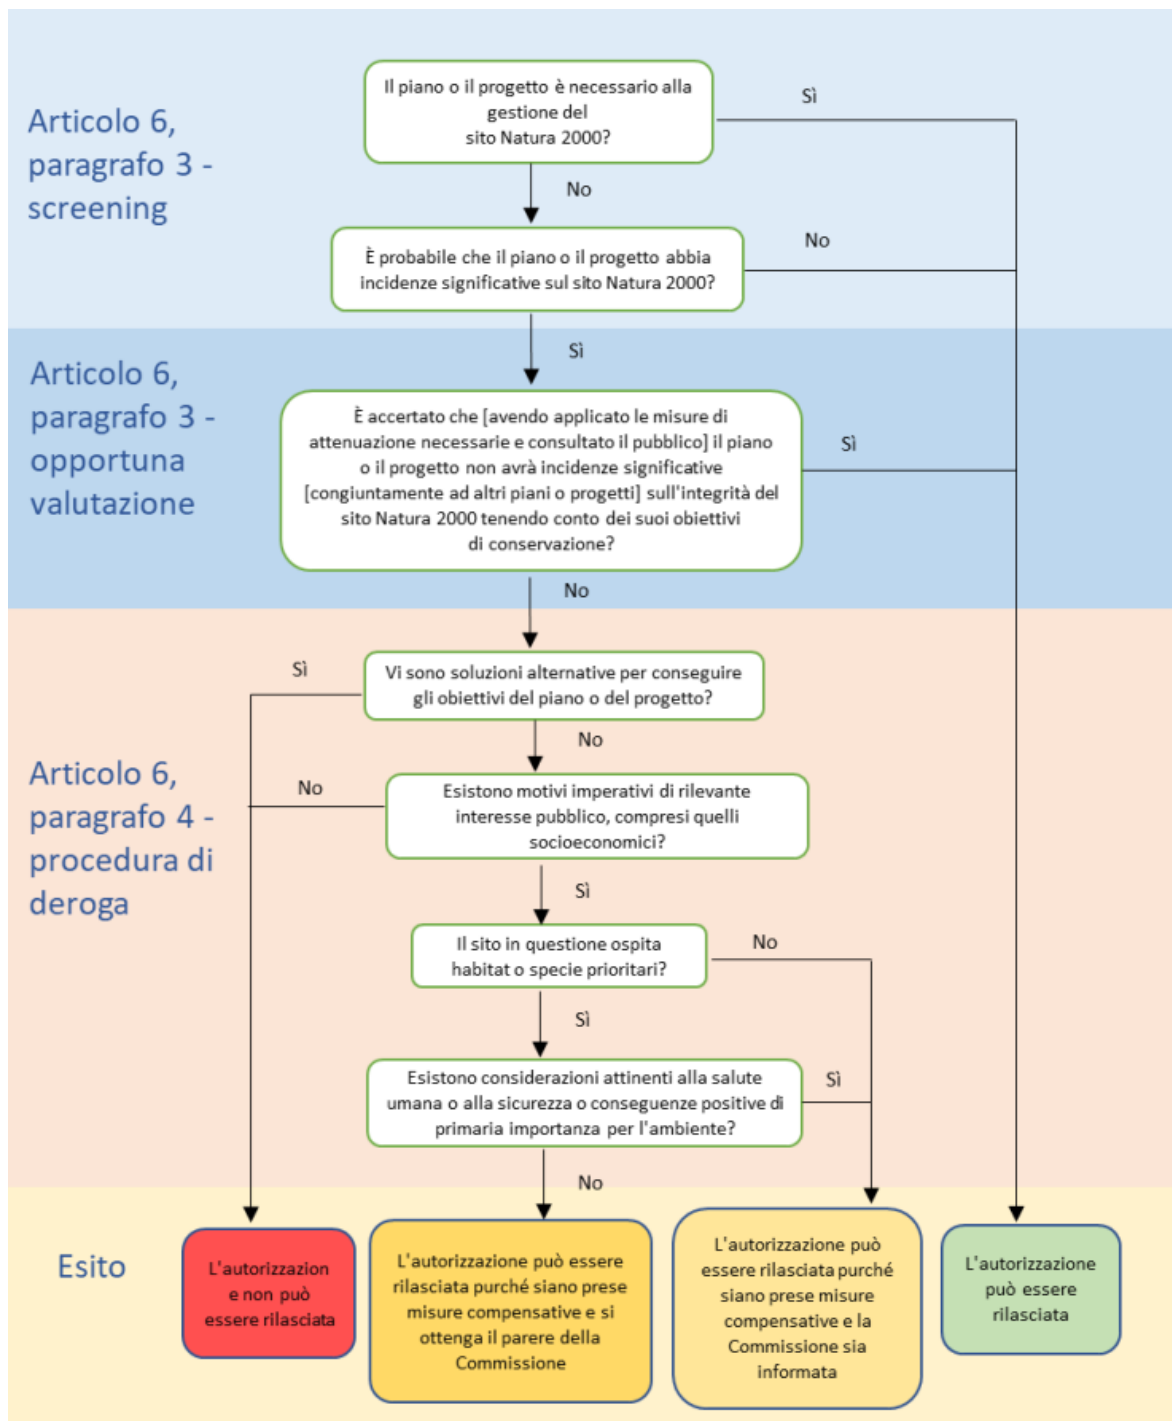 Articolo 6,
paragrafo 3 -
screening
Il piano o il progetto è necessario alla
gestione del
sito Natura 2000?
Sì
No
È probabile che il piano o il progetto abbia
incidenze significative sul sito Natura 2000?
No
Sì
Articolo 6,
paragrafo 3 -
opportuna
valutazione
È accertato che [avendo applicato le misure di
attenuazione necessarie e consultato il pubblico] il piano
o il progetto non avrà incidenze significative
[congiuntamente ad altri piani o progetti] sull'integrità del
sito Natura 2000 tenendo conto dei suoi obiettivi
di conservazione?
Sì
No
Articolo 6,
paragrafo 4 -
procedura di
deroga
Vi sono soluzioni alternative per conseguire
gli obiettivi del piano o del progetto?
Sì
No
Esistono motivi imperativi di rilevante
interesse pubblico, compresi quelli
socioeconomici?
No
Sì
Il sito in questione ospita
habitat o specie prioritari?
No
Sì
Esistono considerazioni attinenti alla salute
umana o alla sicurezza o conseguenze positive di
primaria importanza per l'ambiente?
Sì
No
Esito
L'autorizzazion
e non può
essere rilasciata
L'autorizzazione può essere
rilasciata purché siano prese
misure compensative e si
ottenga il parere della
Commissione
L'autorizzazione può
essere rilasciata purché
siano prese misure
compensative e la
Commissione sia
informata
L'autorizzazione
può essere
rilasciata